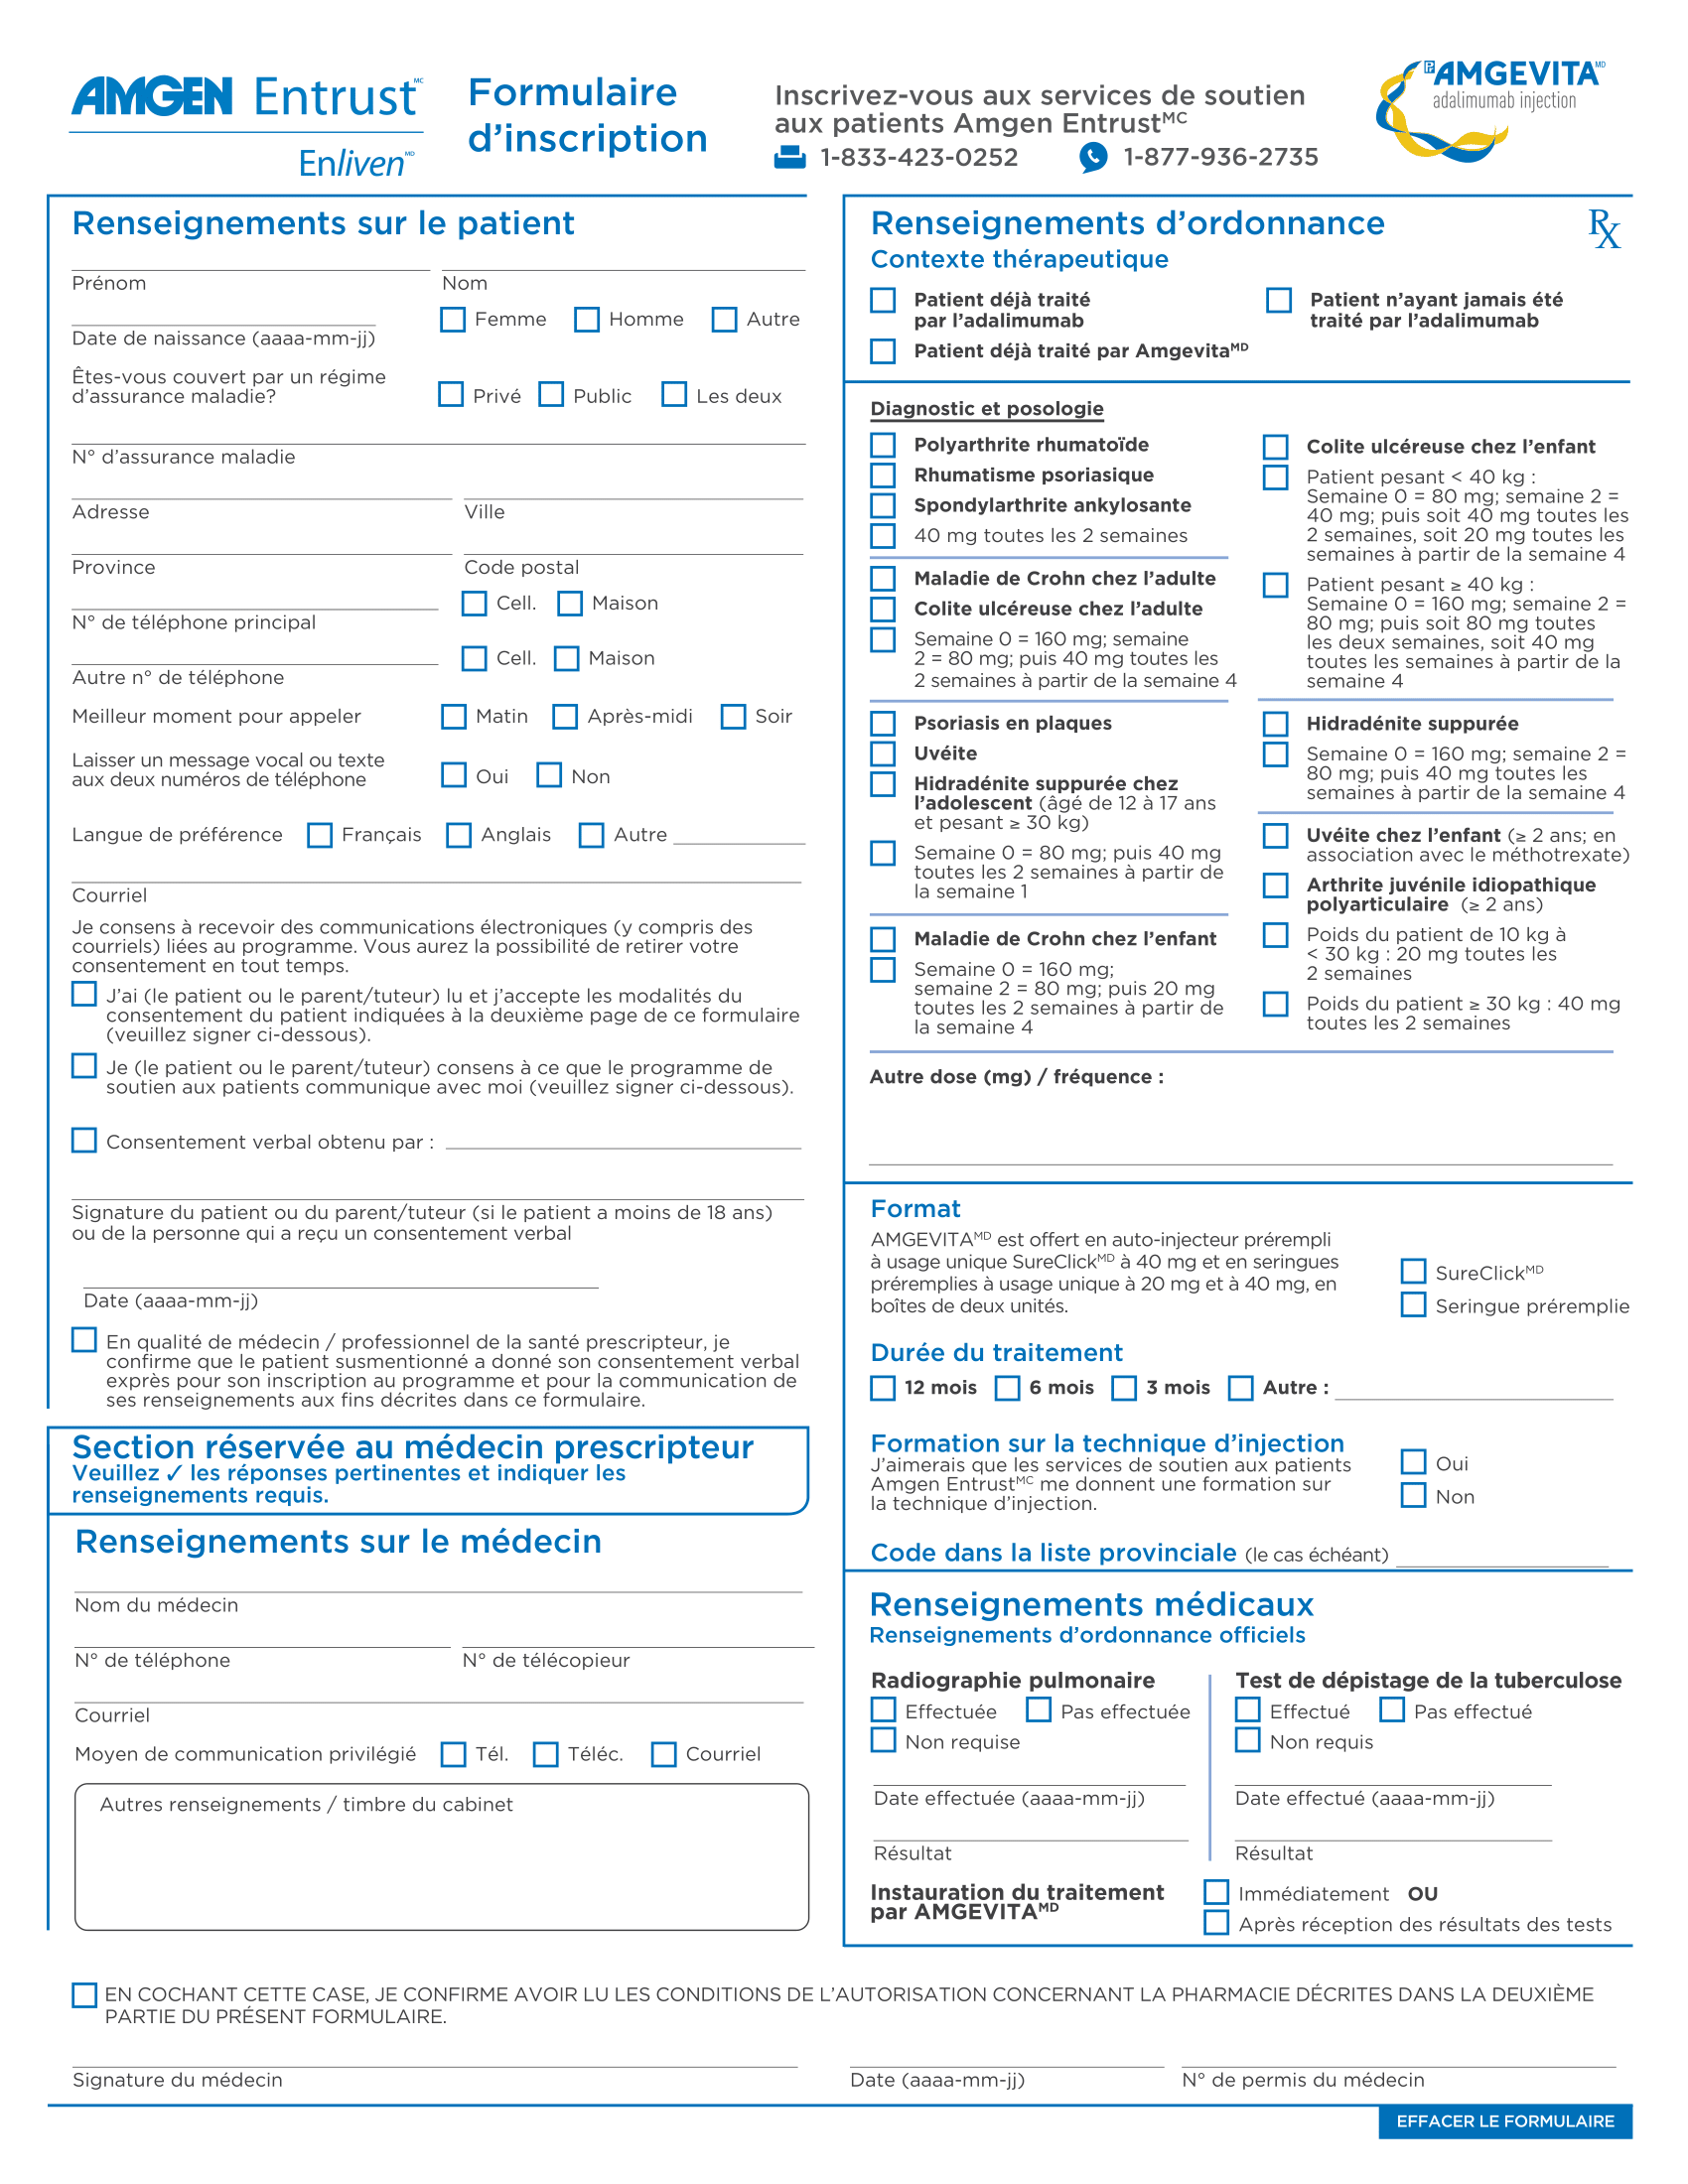 AMGEN Entrust MC
Enliven MD
Formulaire
d'inscription
Inscrivez-vous aux services de soutien
aux patients Amgen Entrust MC
1-833-423-0252 1-877-936-2735
AMGEVITA MD
adalimumab injection
Renseignements sur le patient
Prénom Nom
Femme Homme Autre
Date de naissance (aaaa-mm-jj)
Êtes-vous couvert par un régime
d'assurance maladie? Privé Public Les deux
N° d'assurance maladie
Adresse Ville
Province Code postal
Cell. Maison
N° de téléphone principal
Cell. Maison
Autre n° de téléphone
Meilleur moment pour appeler Matin Après-midi Soir
Laisser un message vocal ou texte
aux deux numéros de téléphone Oui Non
Langue de préférence Français Anglais Autre
Courriel
Je consens à recevoir des communications électroniques (y compris des
courriels) liées au programme. Vous aurez la possibilité de retirer votre
consentement en tout temps.
J'ai (le patient ou le parent/tuteur) lu et j'accepte les modalités du
consentement du patient indiquées à la deuxième page de ce formulaire
(veuillez signer ci-dessous).
Je (le patient ou le parent/tuteur) consens à ce que le programme de
soutien aux patients communique avec moi (veuillez signer ci-dessous).
Consentement verbal obtenu par :
Signature du patient ou du parent/tuteur (si le patient a moins de 18 ans)
ou de la personne qui a reçu un consentement verbal
Date (aaaa-mm-jj)
En qualité de médecin / professionnel de la santé prescripteur, je
confirme que le patient susmentionné a donné son consentement verbal
exprès pour son inscription au programme et pour la communication de
ses renseignements aux fins décrites dans ce formulaire.
Section réservée au médecin prescripteur
Veuillez ✓ les réponses pertinentes et indiquer les
renseignements requis.
Renseignements sur le médecin
Nom du médecin
N° de téléphone N° de télécopieur
Courriel
Moyen de communication privilégié Tél. Téléc. Courriel
Autres renseignements / timbre du cabinet
Renseignements d'ordonnance Rx
Contexte thérapeutique
Patient déjà traité
par l'adalimumab
Patient n'ayant jamais été
traité par l'adalimumab
Patient déjà traité par Amgevita MD
Diagnostic et posologie
Polyarthrite rhumatoïde
Rhumatisme psoriasique
Spondylarthrite ankylosante
40 mg toutes les 2 semaines
Maladie de Crohn chez l'adulte
Colite ulcéreuse chez l'adulte
Semaine 0 = 160 mg; semaine
2 = 80 mg; puis 40 mg toutes les
2 semaines à partir de la semaine 4
Psoriasis en plaques
Uvéite
Hidradénite suppurée chez
l'adolescent (âgé de 12 à 17 ans
et pesant ≥ 30 kg)
Semaine 0 = 80 mg; puis 40 mg
toutes les 2 semaines à partir de
la semaine 1
Maladie de Crohn chez l'enfant
Semaine 0 = 160 mg;
semaine 2 = 80 mg; puis 20 mg
toutes les 2 semaines à partir de
la semaine 4
Colite ulcéreuse chez l'enfant
Patient pesant < 40 kg :
Semaine 0 = 80 mg; semaine 2 =
40 mg; puis soit 40 mg toutes les
2 semaines, soit 20 mg toutes les
semaines à partir de la semaine 4
Patient pesant ≥ 40 kg :
Semaine 0 = 160 mg; semaine 2 =
80 mg; puis soit 80 mg toutes
les deux semaines, soit 40 mg
toutes les semaines à partir de la
semaine 4
Hidradénite suppurée
Semaine 0 = 160 mg; semaine 2 =
80 mg; puis 40 mg toutes les
semaines à partir de la semaine 4
Uvéite chez l'enfant (≥ 2 ans; en
association avec le méthotrexate)
Arthrite juvénile idiopathique
polyarticulaire (≥ 2 ans)
Poids du patient de 10 kg à
< 30 kg : 20 mg toutes les
2 semaines
Poids du patient ≥ 30 kg : 40 mg
toutes les 2 semaines
Autre dose (mg) / fréquence :
Format
AMGEVITA MD est offert en auto-injecteur prérempli
à usage unique SureClick MD à 40 mg et en seringues
préremplies à usage unique à 20 mg et à 40 mg, en
boîtes de deux unités.
SureClick MD
Seringue préremplie
Durée du traitement
12 mois 6 mois 3 mois Autre :
Formation sur la technique d'injection
J'aimerais que les services de soutien aux patients
Amgen Entrust MC me donnent une formation sur
la technique d'injection.
Oui
Non
Code dans la liste provinciale (le cas échéant)
Renseignements médicaux
Renseignements d'ordonnance officiels
Radiographie pulmonaire
Effectuée Pas effectuée
Non requise
Date effectuée (aaaa-mm-jj)
Résultat
Test de dépistage de la tuberculose
Effectué Pas effectué
Non requis
Date effectué (aaaa-mm-jj)
Résultat
Instauration du traitement
par AMGEVITA MD
Immédiatement OU
Après réception des résultats des tests
EN COCHANT CETTE CASE, JE CONFIRME AVOIR LU LES CONDITIONS DE L'AUTORISATION CONCERNANT LA PHARMACIE DÉCRITES DANS LA DEUXIÈME
PARTIE DU PRÉSENT FORMULAIRE.
Signature du médecin Date (aaaa-mm-jj) N° de permis du médecin
EFFACER LE FORMULAIRE